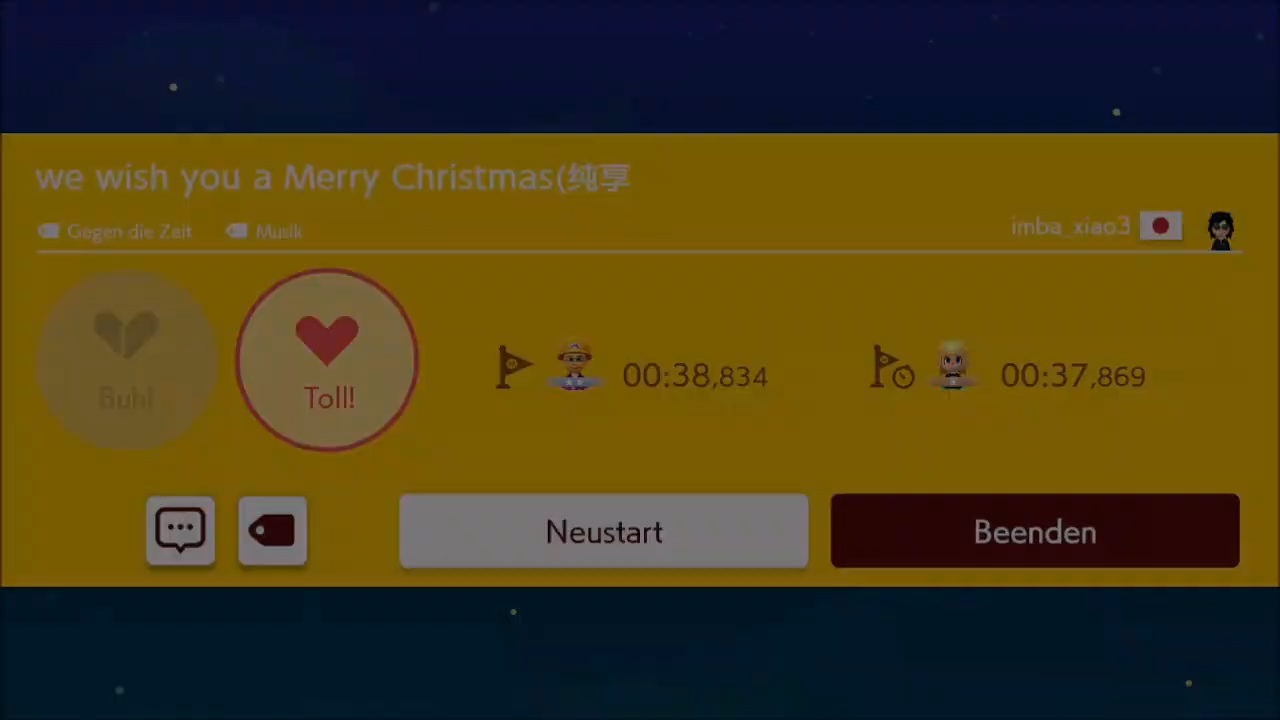 we wish you a Merry Christmas(纯享
Gegen die Zeit Musik
imba_xiao3
Buh!
Toll!
00:38,834
00:37,869
Neustart
Beenden